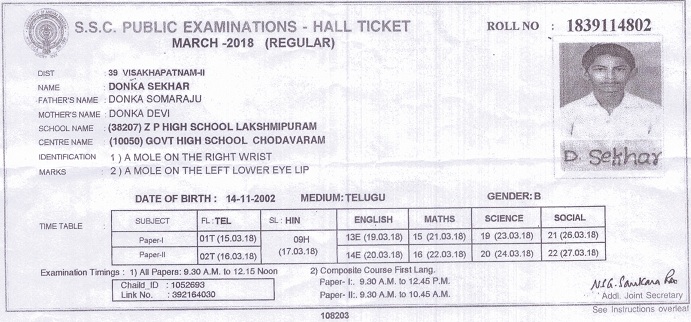 S.S.C. PUBLIC EXAMINATIONS - HALL TICKET
MARCH -2018 (REGULAR)
ROLL NO : 1839114802
DIST 39 VISAKHAPATNAM-II
NAME DONKA SEKHAR
FATHER'S NAME : DONKA SOMARAJU
MOTHER'S NAME : DONKA DEVI
SCHOOL NAME : (38207) Z P HIGH SCHOOL LAKSHMIPURAM
CENTRE NAME : (10050) GOVT HIGH SCHOOL CHODAVARAM
IDENTIFICATION 1 ) A MOLE ON THE RIGHT WRIST
MARKS 2 ) A MOLE ON THE LEFT LOWER EYE LIP
D. Sekhar
DATE OF BIRTH : 14-11-2002 MEDIUM: TELUGU GENDER: B
TIME TABLE : SUBJECT FL : TEL SL : HIN ENGLISH MATHS SCIENCE SOCIAL
Paper-I 01T (15.03.18) 09H (17.03.18) 13E (19.03.18) 15 (21.03.18) 19 (23.03.18) 21 (26.03.18)
Paper-II 02T (16.03.18) 14E (20.03.18) 16 (22.03.18) 20 (24.03.18) 22 (27.03.18)
Examination Timings : 1) All Papers: 9.30 A.M. to 12.15 Noon 2) Composite Course First Lang.
Chaild_ID : 1052693 Paper- I:. 9.30 A.M. to 12.45 P.M.
Link No. : 392164030 Paper- II:. 9.30 A.M. to 10.45 A.M.
Addl. Joint Secretary
See Instructions overleaf
108203